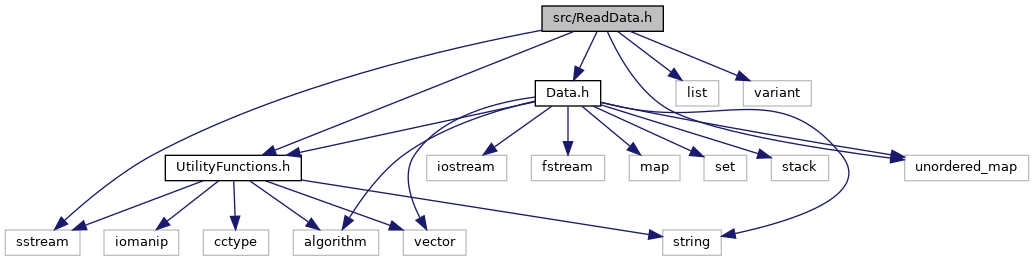 src/ReadData.h
Data.h
list
variant
UtilityFunctions.h
iostream
fstream
map
set
stack
unordered_map
sstream
iomanip
cctype
algorithm
vector
string